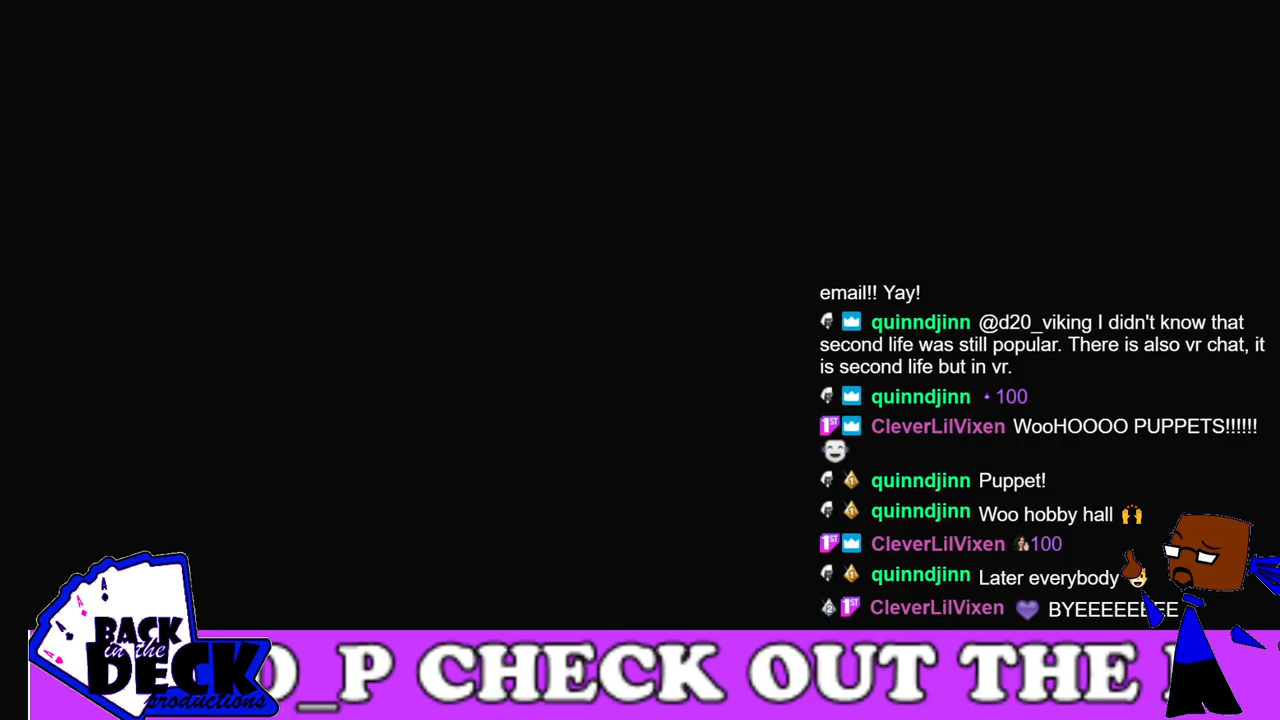 email!! Yay!
quinndjinn @d20_viking I didn't know that
second life was still popular. There is also vr chat, it
is second life but in vr.
quinndjinn 100
CleverLilVixen WooHOOOO PUPPETS!!!!!!
quinndjinn Puppet!
quinndjinn Woo hobby hall
CleverLilVixen 100
quinndjinn Later everybody
CleverLilVixen 💜 BYEEEEEEEE
BACK
in the
DECK
productions
_P CHECK OUT THE